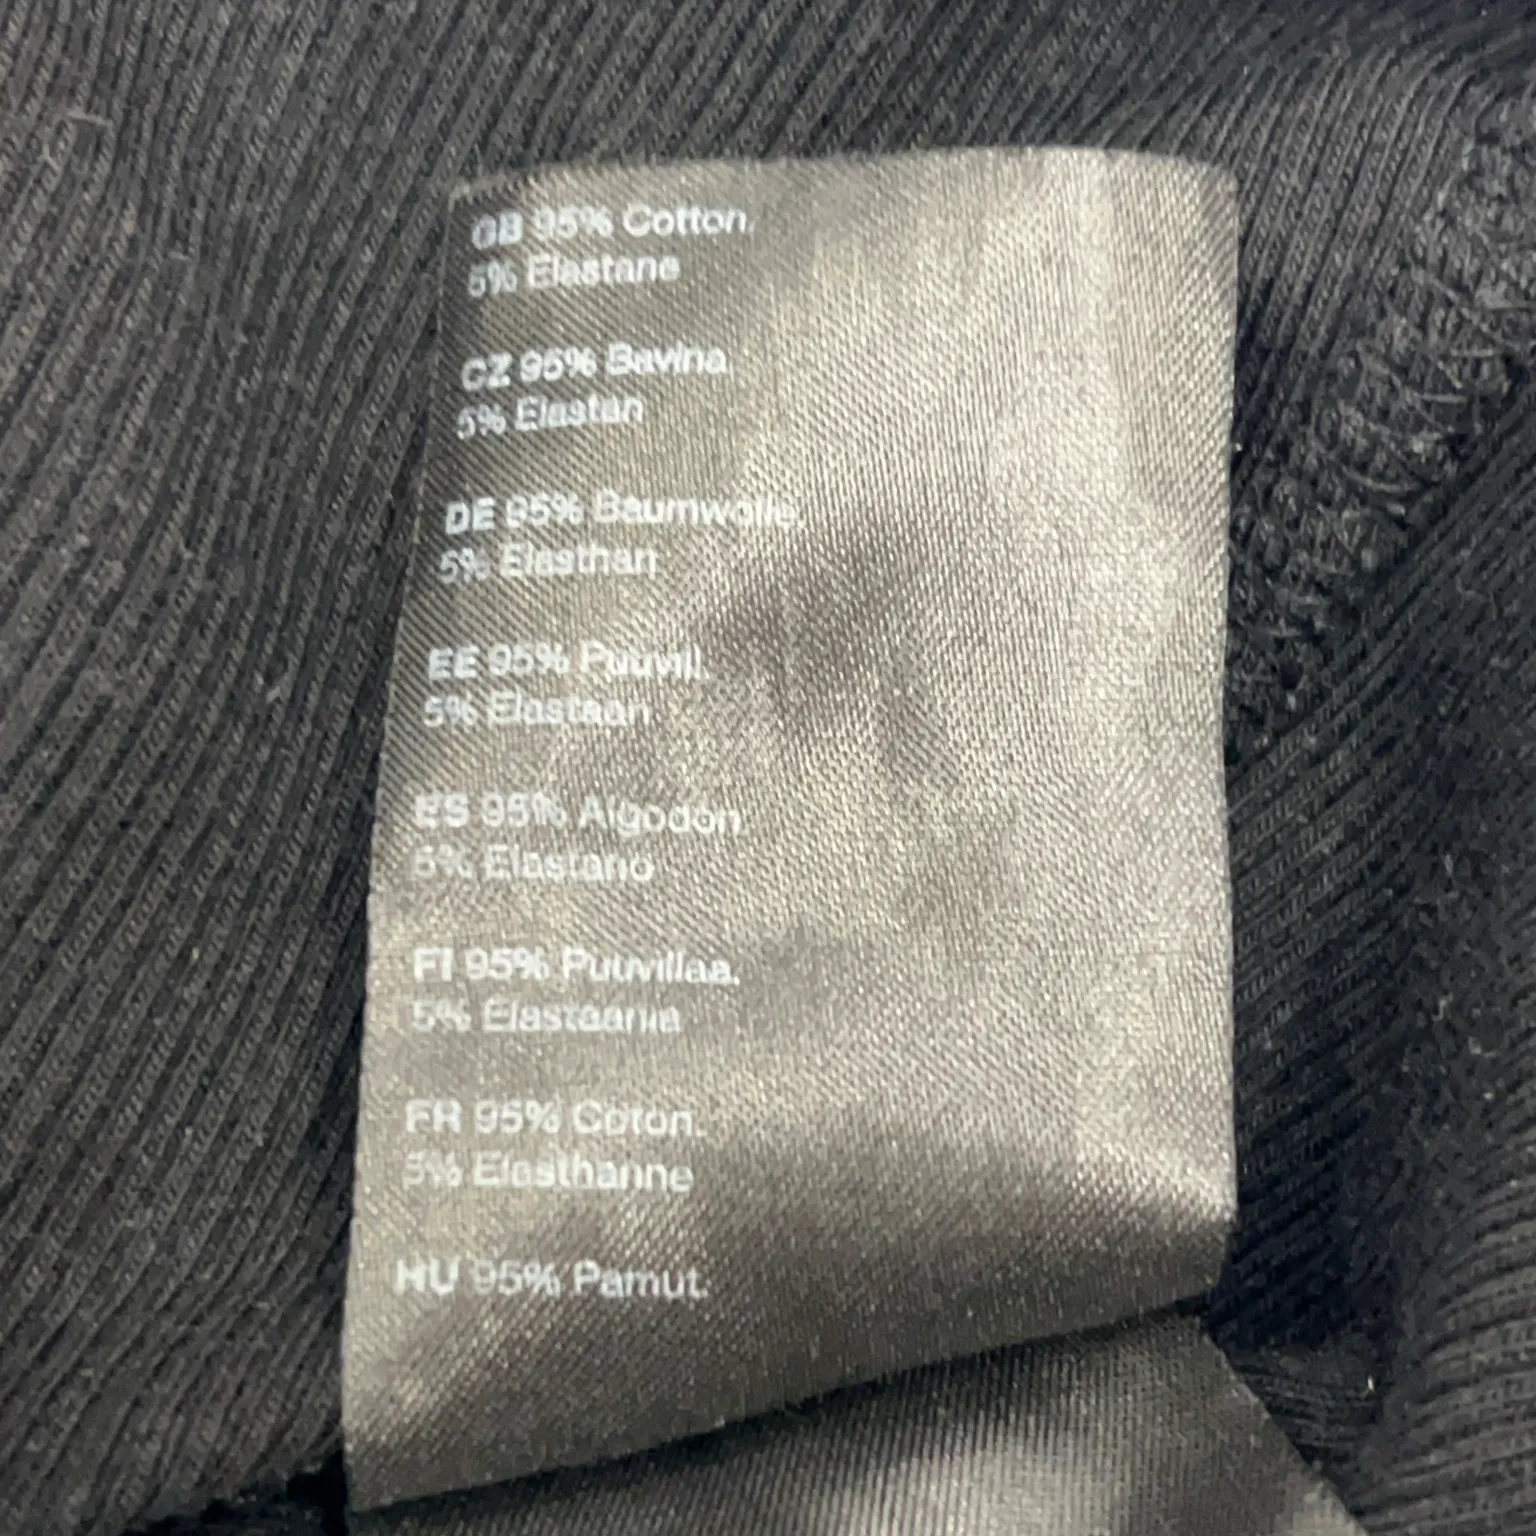 GB 95% Cotton,
5% Elastane
CZ 95% Bavlna,
5% Elastan
DE 95% Baumwolle,
5% Elasthan
EE 95% Puuvill,
5% Elastaan
ES 95% Algodon,
5% Elastano
FI 95% Puuvillaa,
5% Elastaania
FR 95% Coton,
5% Elasthanne
HU 95% Pamut,